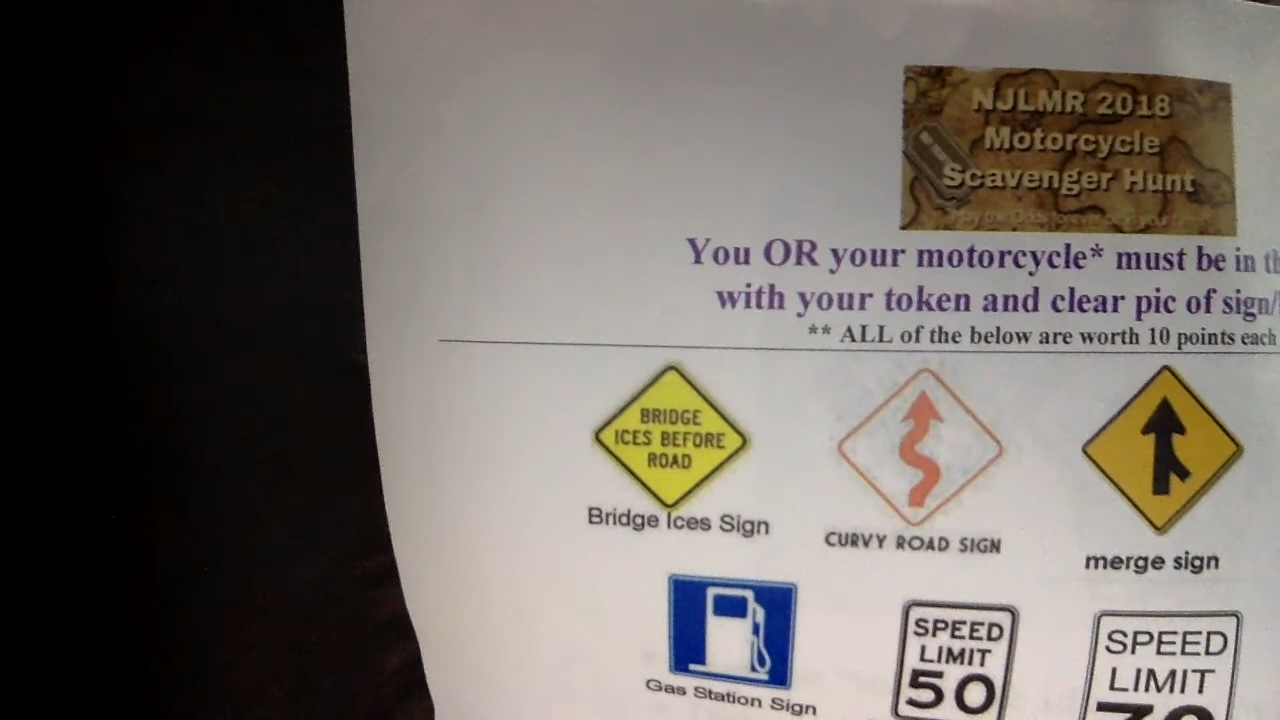 NJLMR 2018
Motorcycle
Scavenger Hunt
You OR your motorcycle* must be in
with your token and clear pic of sign/
** ALL of the below are worth 10 points each
BRIDGE
ICES BEFORE
ROAD
Bridge Ices Sign
CURVY ROAD SIGN
merge sign
Gas Station Sign
SPEED
LIMIT
50
SPEED
LIMIT